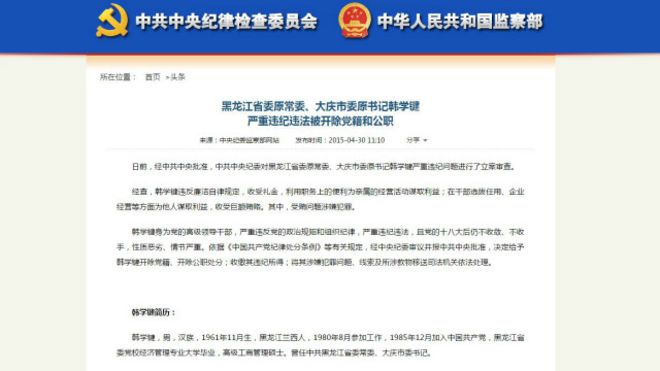 中共中央纪律检查委员会 中华人民共和国监察部
所在位置： 首页 >头条
黑龙江省委原常委、大庆市委原书记韩学键
严重违纪违法被开除党籍和公职
来源：中央纪委监察部网站 发布时间：2015-04-30 11:10 分享
日前，经中共中央批准，中共中央纪委对黑龙江省委原常委、大庆市委原书记韩学键严重违纪问题进行了立案审查。
经查，韩学键违反廉洁自律规定，收受礼金，利用职务上的便利为亲属的经营活动谋取利益；在干部选拨任用、企业
经营等方面为他人谋取利益，收受巨额贿赂。其中，受贿问题涉嫌犯罪。
韩学键身为党的高级领导干部，严重违反党的政治规矩和组织纪律，严重违纪违法，且党的十八大后仍不收敛、不收
手，性质恶劣、情节严重。依据《中国共产党纪律处分条例》等有关规定，经中央纪委审议并报中共中央批准，决定给予
韩学键开除党籍、开除公职处分；收缴其违纪所得；将其涉嫌犯罪问题、线索及所涉款物移送司法机关依法处理。
韩学键简历：
韩学键，男，汉族，1961年11月生，黑龙江兰西人，1980年8月参加工作，1985年12月加入中国共产党，黑龙江省
委党校经济管理专业大学毕业，高级工商管理硕士。曾任中共黑龙江省委常委、大庆市委书记。